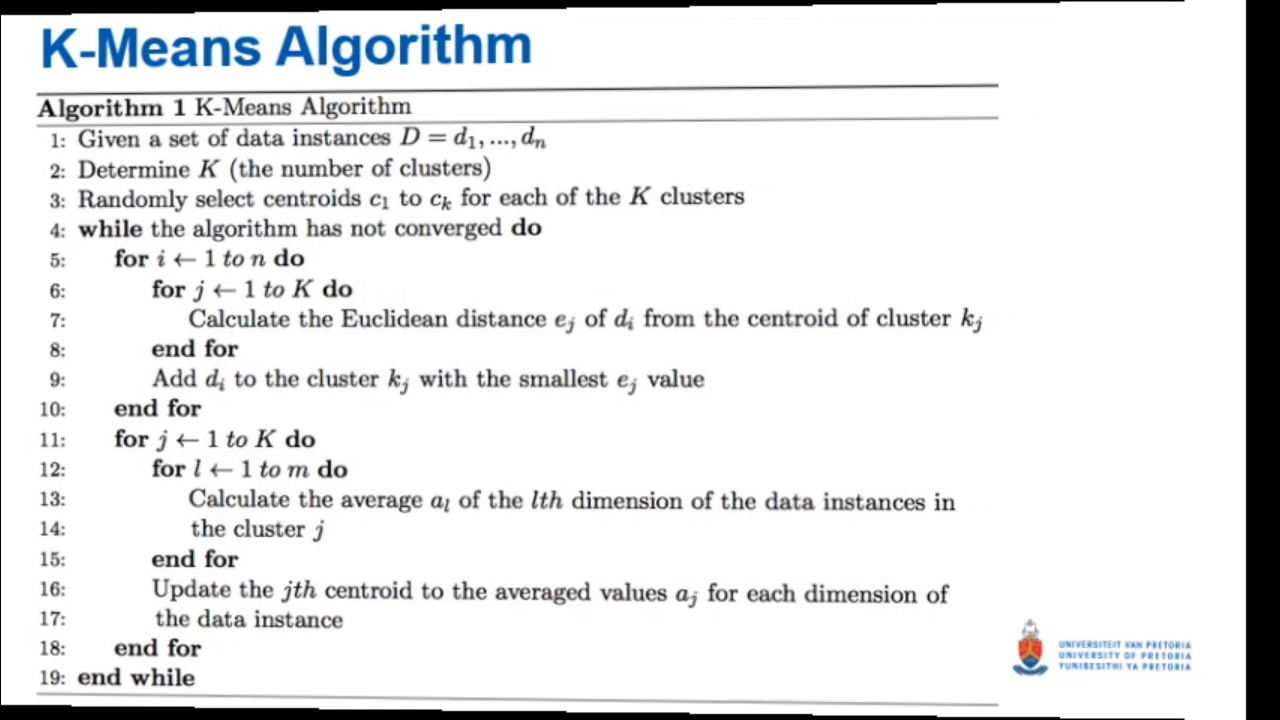 K-Means Algorithm
Algorithm 1 K-Means Algorithm
1: Given a set of data instances D = d₁, ..., dₙ
2: Determine K (the number of clusters)
3: Randomly select centroids c₁ to cₖ for each of the K clusters
4: while the algorithm has not converged do
5: for i ← 1 to n do
6: for j ← 1 to K do
7: Calculate the Euclidean distance eⱼ of dᵢ from the centroid of cluster kⱼ
8: end for
9: Add dᵢ to the cluster kⱼ with the smallest eⱼ value
10: end for
11: for j ← 1 to K do
12: for l ← 1 to m do
13: Calculate the average aₗ of the lth dimension of the data instances in
14: the cluster j
15: end for
16: Update the jth centroid to the averaged values aⱼ for each dimension of
17: the data instance
18: end for
19: end while
UNIVERSITEIT VAN PRETORIA
UNIVERSITY OF PRETORIA
YUNIBESITHI YA PRETORIA